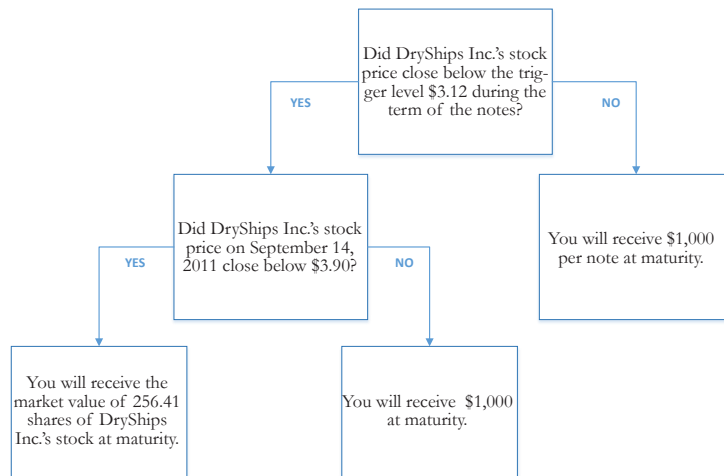 Did DryShips Inc.'s stock
price close below the trig-
ger level $3.12 during the
term of the notes?
YES
NO
Did DryShips Inc.'s stock
price on September 14,
2011 close below $3.90?
You will receive $1,000
per note at maturity.
YES
NO
You will receive the
market value of 256.41
shares of DryShips
Inc.'s stock at maturity.
You will receive $1,000
at maturity.